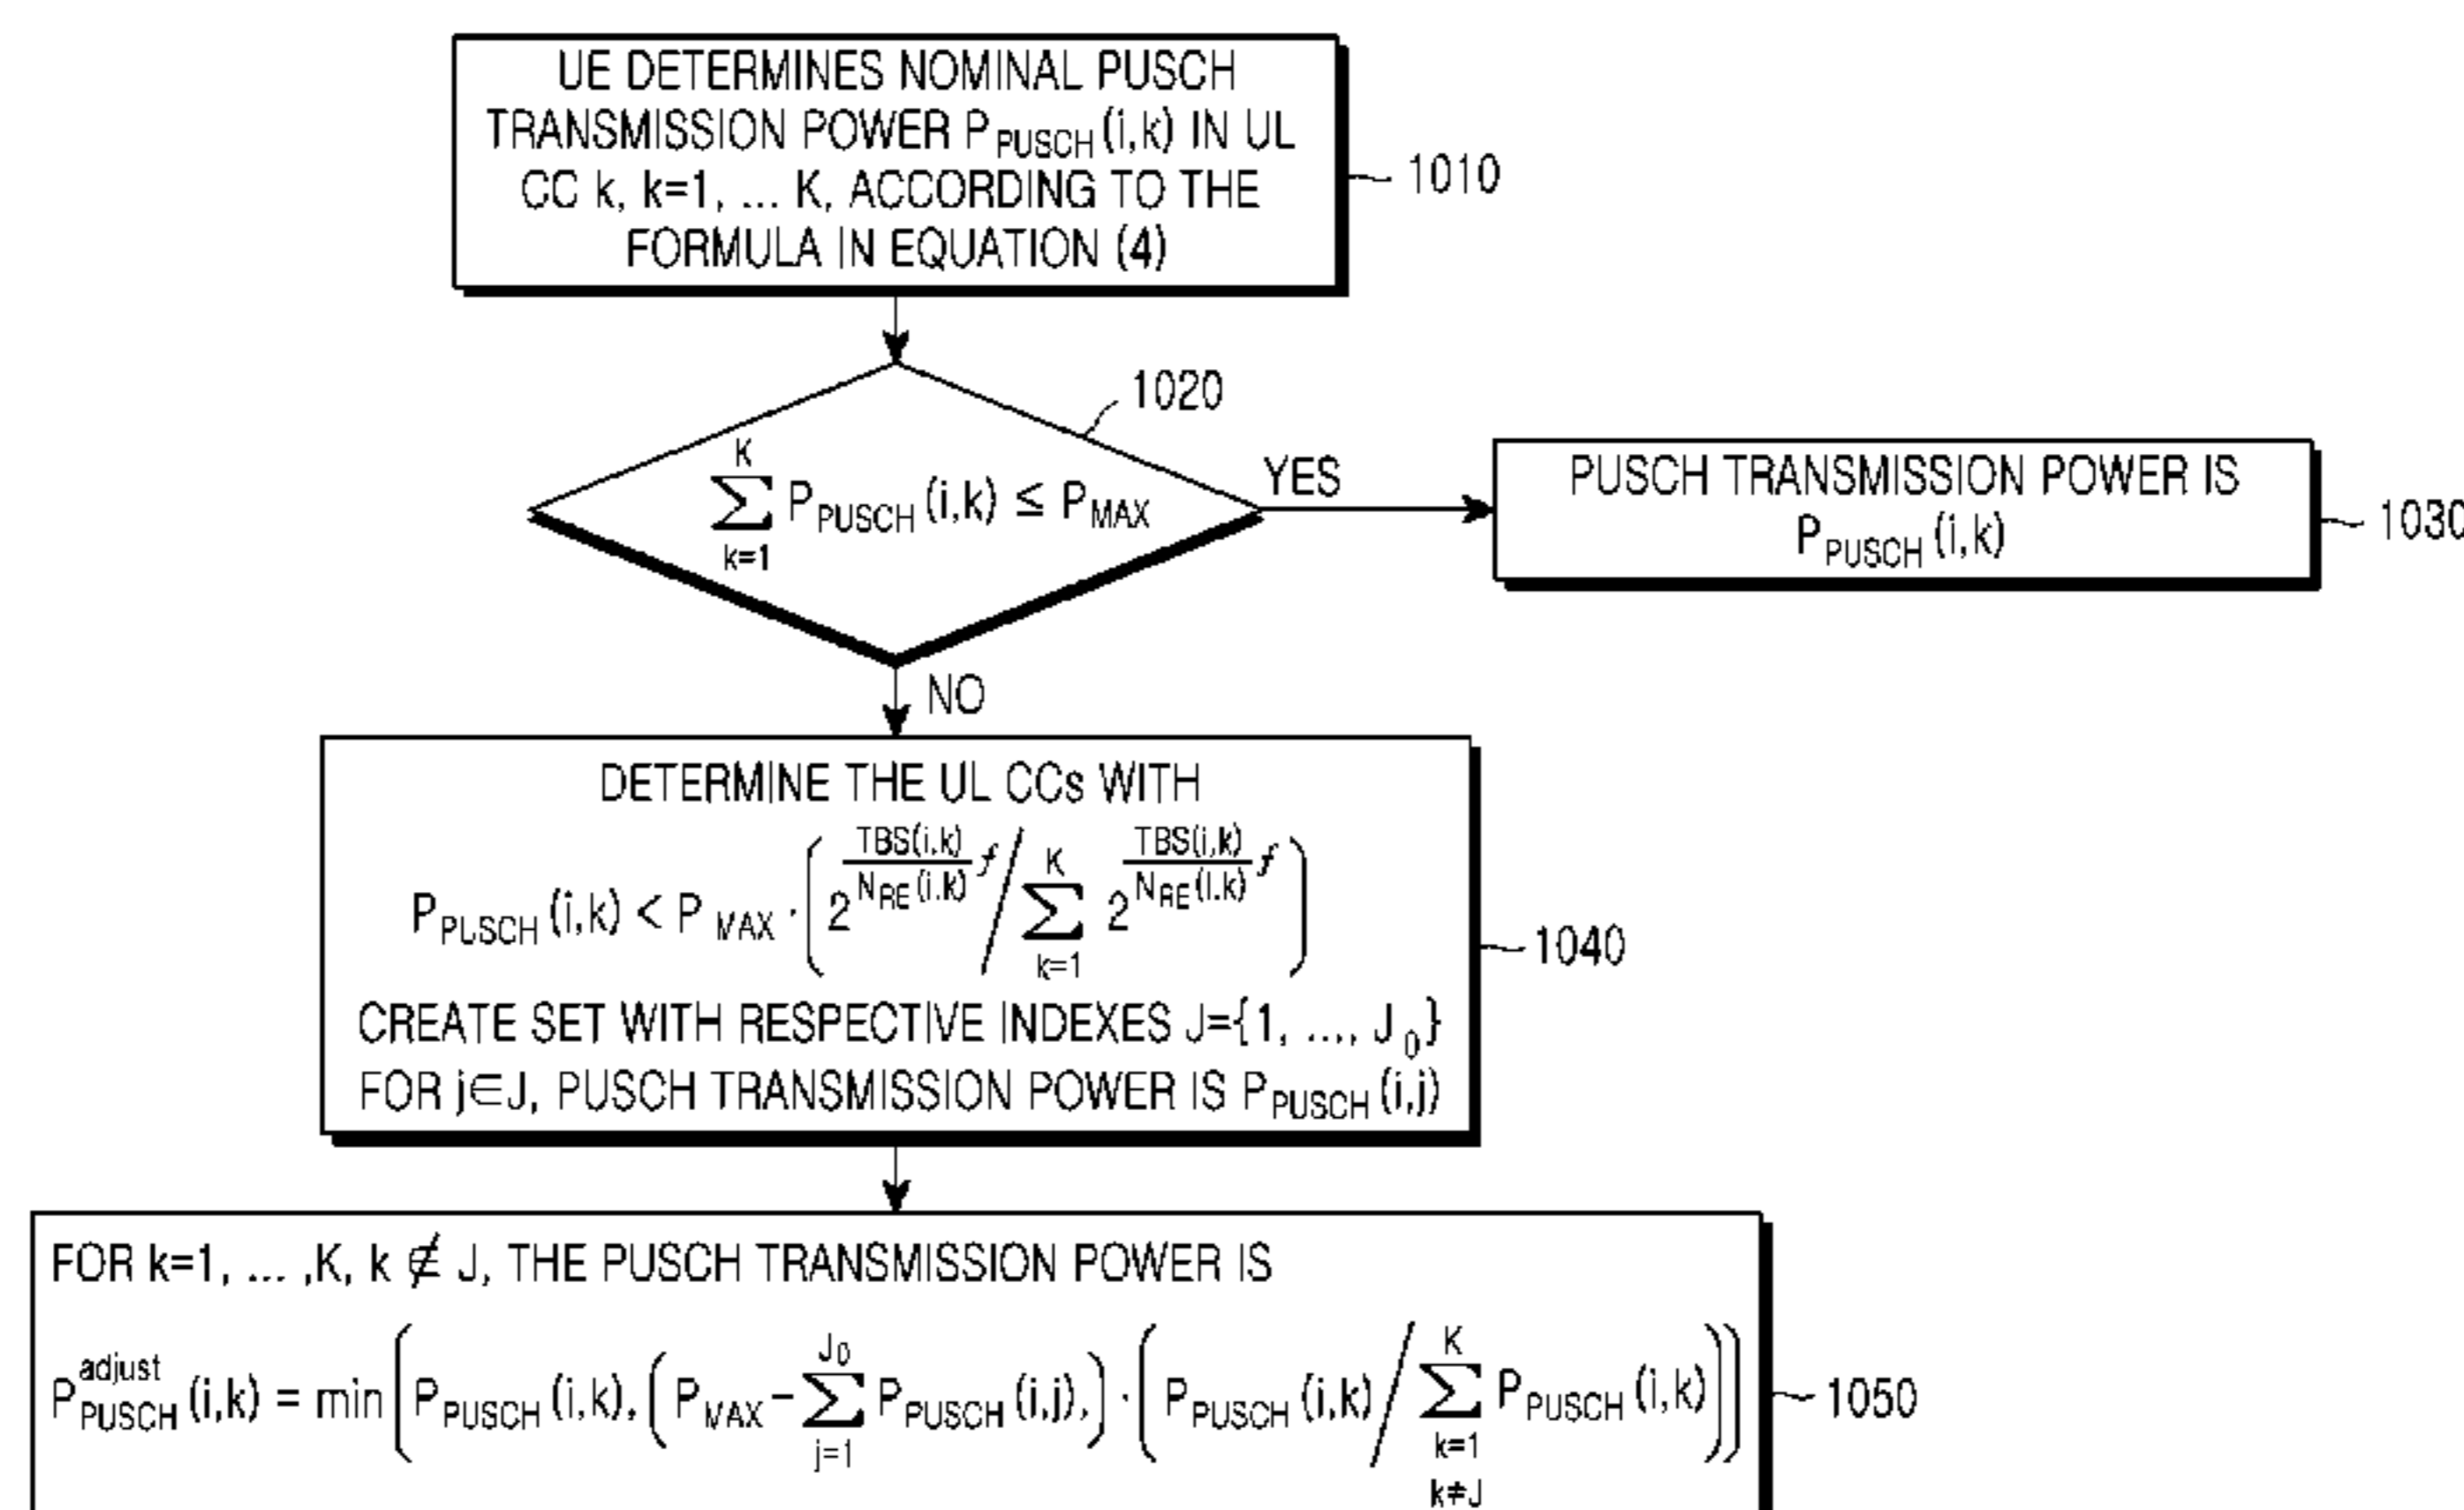 UE DETERMINES NOMINAL PUSCH
TRANSMISSION POWER P_PUSCH (i,k) IN UL
CC k, k=1, ... K, ACCORDING TO THE
FORMULA IN EQUATION (4)
1010
1020
∑_{k=1}^{K} P_PUSCH (i,k) ≤ P_MAX
YES
PUSCH TRANSMISSION POWER IS
P_PUSCH (i,k)
1030
NO
DETERMINE THE UL CCs WITH
P_PUSCH (i,k) < P_MAX · ( 2^{TBS(i,k)/N_RE(i,k) f} / ∑_{k=1}^{K} 2^{TBS(i,k)/N_RE(i,k) f} )
CREATE SET WITH RESPECTIVE INDEXES J={1, ..., J_0}
FOR j∈J, PUSCH TRANSMISSION POWER IS P_PUSCH (i,j)
1040
FOR k=1, ... ,K, k ∉ J, THE PUSCH TRANSMISSION POWER IS
P_PUSCH^adjust (i,k) = min ( P_PUSCH (i,k), ( P_MAX − ∑_{j=1}^{J_0} P_PUSCH (i,j), ) · ( P_PUSCH (i,k) / ∑_{k=1, k≠J}^{K} P_PUSCH (i,k) ) )
1050